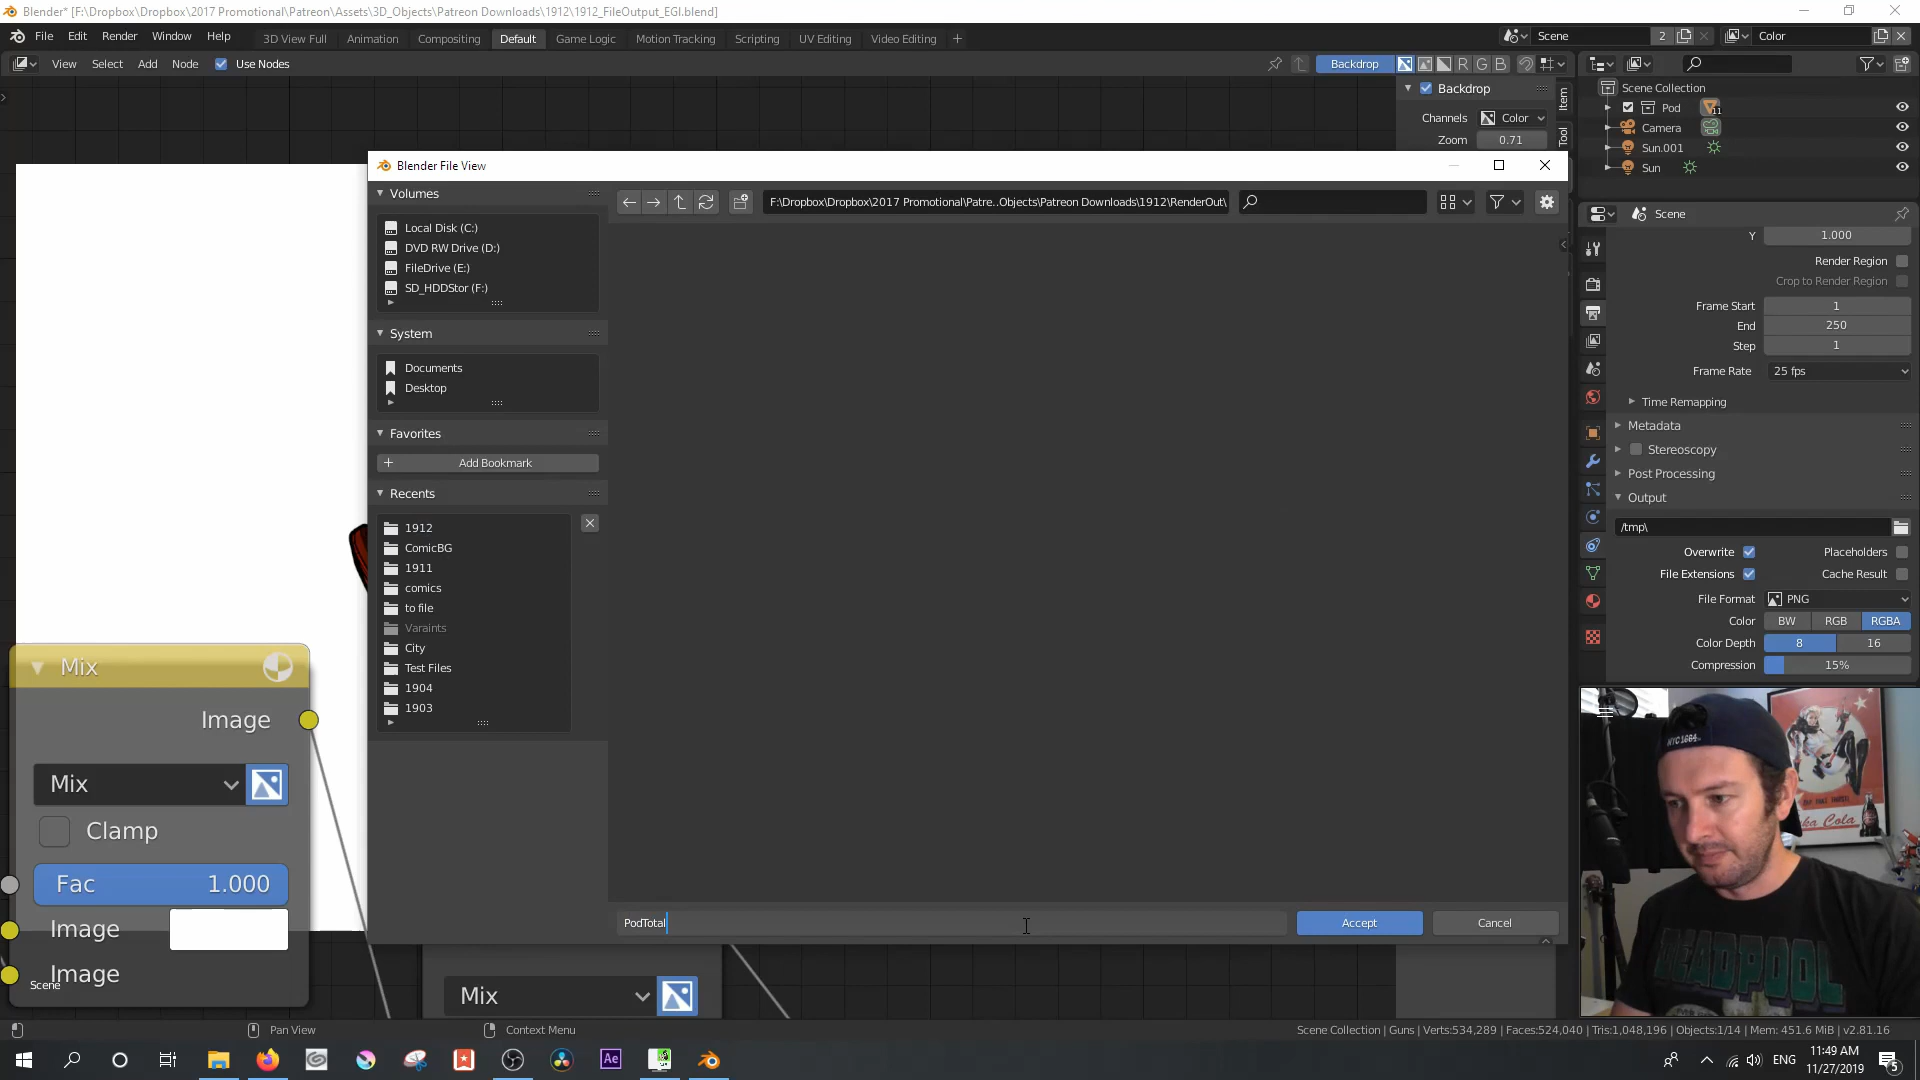 Blender* [F:\Dropbox\Dropbox\2017 Promotional\Patreon\Assets\3D_Objects\Patreon Downloads\1912\1912_FileOutput_EGI.blend]
File Edit Render Window Help 3D View Full Animation Compositing Default Game Logic Motion Tracking Scripting UV Editing Video Editing + Scene 2 Color
View Select Add Node Use Nodes Backdrop R G B
Backdrop
Channels Color
Zoom 0.71
Item
Tool
Scene Collection
Pod 11
Camera
Sun.001
Sun
Blender File View
Volumes
Local Disk (C:)
DVD RW Drive (D:)
FileDrive (E:)
SD_HDDStor (F:)
System
Documents
Desktop
Favorites
Add Bookmark
Recents
1912
ComicBG
1911
comics
to file
Varaints
City
Test Files
1904
1903
F:\Dropbox\Dropbox\2017 Promotional\Patre..Objects\Patreon Downloads\1912\RenderOut\
PodTotal
Accept Cancel
Scene
Y 1.000
Render Region
Crop to Render Region
Frame Start 1
End 250
Step 1
Frame Rate 25 fps
Time Remapping
Metadata
Stereoscopy
Post Processing
Output
/tmp\
Overwrite Placeholders
File Extensions Cache Result
File Format PNG
Color BW RGB RGBA
Color Depth 8 16
Compression 15%
Mix
Image
Mix
Clamp
Fac 1.000
Image
Image
Scene
Mix
NYC1984
DEADPOOL
Pan View Context Menu
Scene Collection | Guns | Verts:534,289 | Faces:524,040 | Tris:1,048,196 | Objects:1/14 | Mem: 451.6 MiB | v2.81.16
Ae ENG 11:49 AM
11/27/2019 5